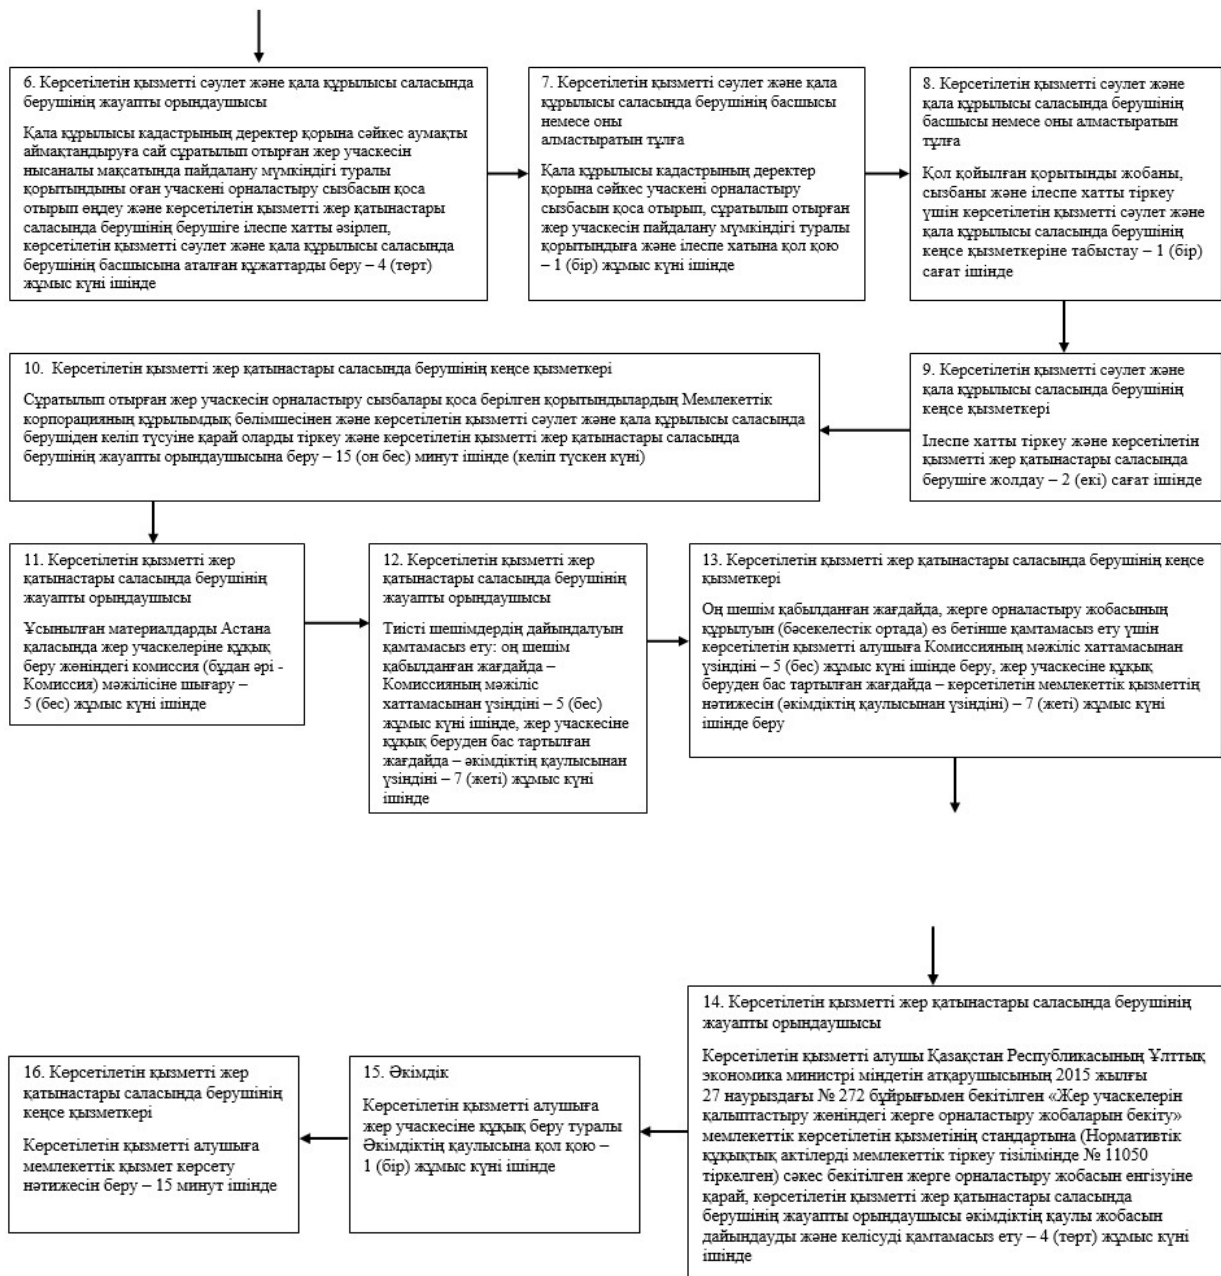 6. Көрсетілетін қызметті сәулет және қала құрылысы саласында
берушінің жауапты орындаушысы
Қала құрылысы кадастрының деректер қорына сәйкес аумақты
аймақтандыруға сай сұратылып отырған жер учаскесін
нысаналы мақсатында пайдалану мүмкіндігі туралы
қорытындыны оған учаскені орналастыру сызбасын қоса
отырып өңдеу және көрсетілетін қызметті жер қатынастары
саласында берушінің берушіге ілеспе хатты әзірлеп,
көрсетілетін қызметті сәулет және қала құрылысы саласында
берушінің басшысына аталған құжаттарды беру – 4 (төрт)
жұмыс күні ішінде
7. Көрсетілетін қызметті сәулет және қала
құрылысы саласында берушінің басшысы
немесе оны
алмастыратын тұлға
Қала құрылысы кадастрының деректер
қорына сәйкес учаскені орналастыру
сызбасын қоса отырып, сұратылып отырған
жер учаскесін пайдалану мүмкіндігі туралы
қорытындыға және ілеспе хатына қол қою
– 1 (бір) жұмыс күні ішінде
8. Көрсетілетін қызметті сәулет және
қала құрылысы саласында берушінің
басшысы немесе оны алмастыратын
тұлға
Қол қойылған қорытынды жобаны,
сызбаны және ілеспе хатты тіркеу
үшін көрсетілетін қызметті сәулет және
қала құрылысы саласында берушінің
кеңсе қызметкеріне табыстау – 1 (бір)
сағат ішінде
9. Көрсетілетін қызметті сәулет және
қала құрылысы саласында берушінің
кеңсе қызметкері
Ілеспе хатты тіркеу және көрсетілетін
қызметті жер қатынастары саласында
берушіге жолдау – 2 (екі) сағат ішінде
10. Көрсетілетін қызметті жер қатынастары саласында берушінің кеңсе қызметкері
Сұратылып отырған жер учаскесін орналастыру сызбалары қоса берілген қорытындылардың Мемлекеттік
корпорацияның құрылымдық бөлімшесінен және көрсетілетін қызметті сәулет және қала құрылысы саласында
берушіден келіп түсуіне қарай оларды тіркеу және көрсетілетін қызметті жер қатынастары саласында
берушінің жауапты орындаушысына беру – 15 (он бес) минут ішінде (келіп түскен күні)
11. Көрсетілетін қызметті жер
қатынастары саласында берушінің
жауапты орындаушысы
Ұсынылған материалдарды Астана
қаласында жер учаскелеріне құқық
беру жөніндегі комиссия (бұдан әрі -
Комиссия) мәжілісіне шығару –
5 (бес) жұмыс күні ішінде
12. Көрсетілетін қызметті жер
қатынастары саласында берушінің
жауапты орындаушысы
Тиісті шешімдердің дайындалуын
қамтамасыз ету: оң шешім
қабылданған жағдайда –
Комиссияның мәжіліс
хаттамасынан үзіндіні – 5 (бес)
жұмыс күні ішінде, жер учаскесіне
құқық беруден бас тартылған
жағдайда – әкімдіктің қаулысынан
үзіндіні – 7 (жеті) жұмыс күні
ішінде
13. Көрсетілетін қызметті жер қатынастары саласында берушінің кеңсе
қызметкері
Оң шешім қабылданған жағдайда, жерге орналастыру жобасының
құрылуын (бәсекелестік ортада) өз бетінше қамтамасыз ету үшін
көрсетілетін қызметті алушыға Комиссияның мәжіліс хаттамасынан
үзіндіні – 5 (бес) жұмыс күні ішінде беру, жер учаскесіне құқық
беруден бас тартылған жағдайда – көрсетілетін мемлекеттік қызметтің
нәтижесін (әкімдіктің қаулысынан үзіндіні) – 7 (жеті) жұмыс күні
ішінде беру
14. Көрсетілетін қызметті жер қатынастары саласында берушінің
жауапты орындаушысы
Көрсетілетін қызметті алушы Қазақстан Республикасының Ұлттық
экономика министрі міндетін атқарушысының 2015 жылғы
27 наурыздағы № 272 бұйрығымен бекітілген «Жер учаскелерін
қалыптастыру жөніндегі жерге орналастыру жобаларын бекіту»
мемлекеттік көрсетілетін қызметінің стандартына (Нормативтік
құқықтық актілерді мемлекеттік тіркеу тізілімінде № 11050
тіркелген) сәкес бекітілген жерге орналастыру жобасын енгізуіне
қарай, көрсетілетін қызметті жер қатынастары саласында
берушінің жауапты орындаушысы әкімдіктің қаулы жобасын
дайындауды және келісуді қамтамасыз ету – 4 (төрт) жұмыс күні
ішінде
15. Әкімдік
Көрсетілетін қызметті алушыға
жер учаскесіне құқық беру туралы
Әкімдіктің қаулысына қол қою –
1 (бір) жұмыс күні ішінде
16. Көрсетілетін қызметті жер
қатынастары саласында берушінің
кеңсе қызметкері
Көрсетілетін қызметті алушыға
мемлекеттік қызмет көрсету
нәтижесін беру – 15 минут ішінде